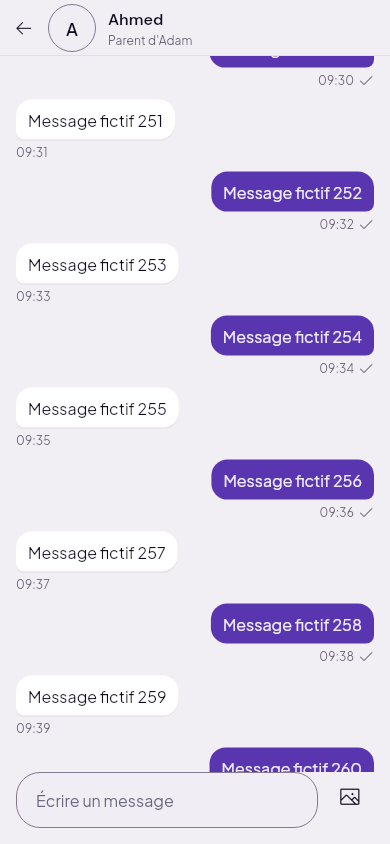 A
Ahmed
Parent d'Adam
09:30
Message fictif 251
09:31
Message fictif 252
09:32
Message fictif 253
09:33
Message fictif 254
09:34
Message fictif 255
09:35
Message fictif 256
09:36
Message fictif 257
09:37
Message fictif 258
09:38
Message fictif 259
09:39
Message fictif 260
Écrire un message